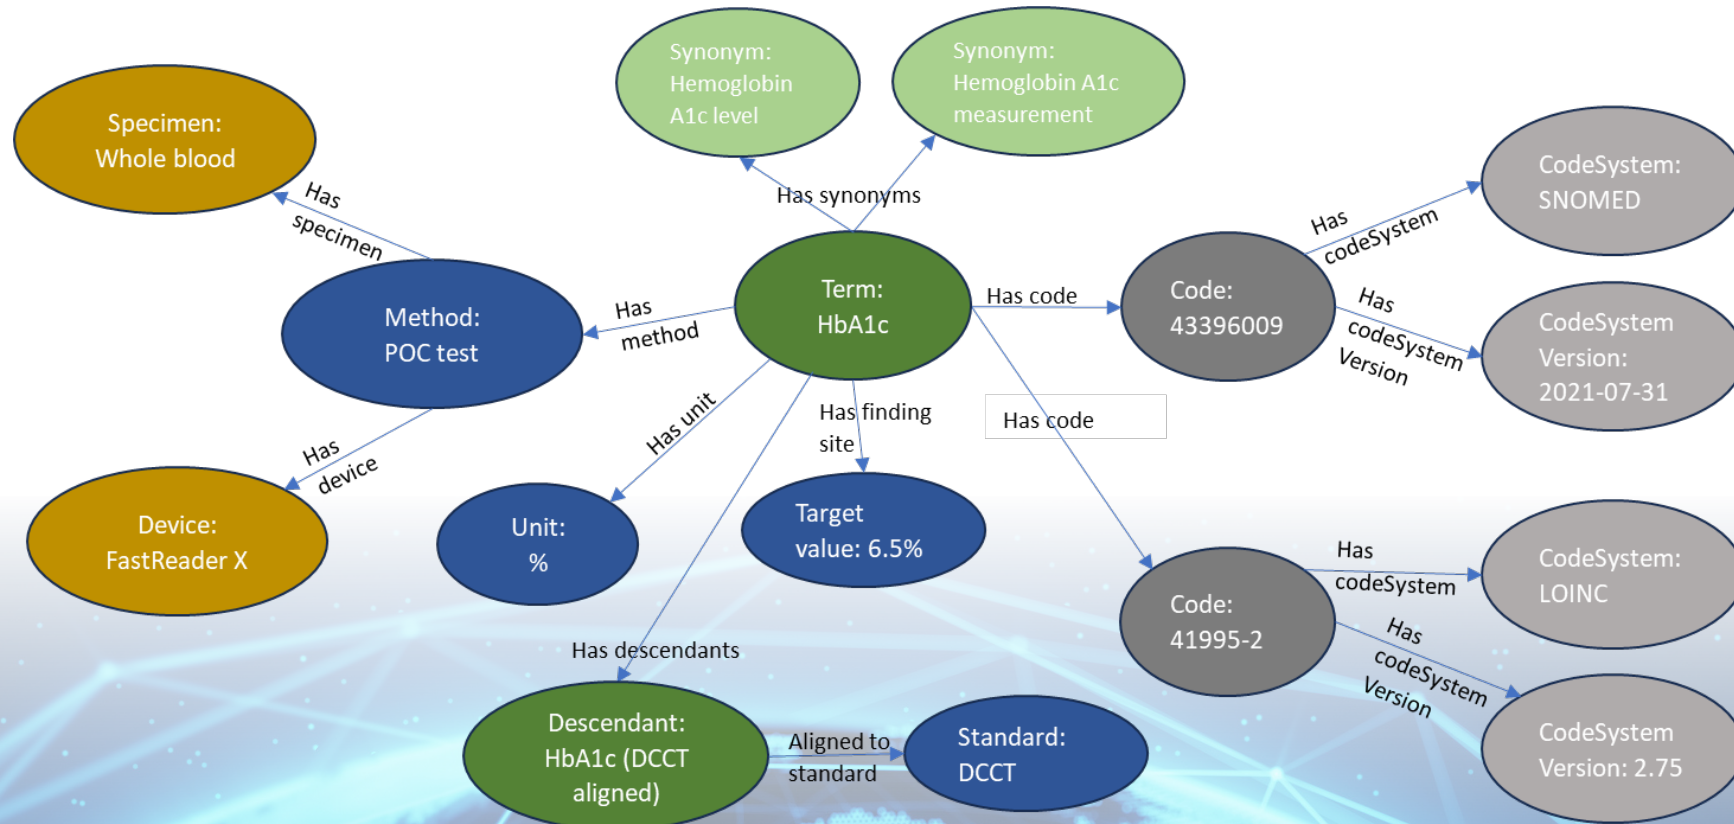 Synonym:
Hemoglobin
A1c level
Synonym:
Hemoglobin A1c
measurement
Specimen:
Whole blood
Has
specimen
Has synonyms
CodeSystem:
SNOMED
Has
codeSystem
Method:
POC test
Has
method
Term:
HbA1c
Has code
Code:
43396009
Has
codeSystem
Version
CodeSystem
Version:
2021-07-31
Has
device
Has unit
Has finding
site
Has code
Device:
FastReader X
Unit:
%
Target
value: 6.5%
Has
codeSystem
CodeSystem:
LOINC
Code:
41995-2
Has
codeSystem
Version
Has descendants
Descendant:
HbA1c (DCCT
aligned)
Aligned to
standard
Standard:
DCCT
CodeSystem
Version: 2.75